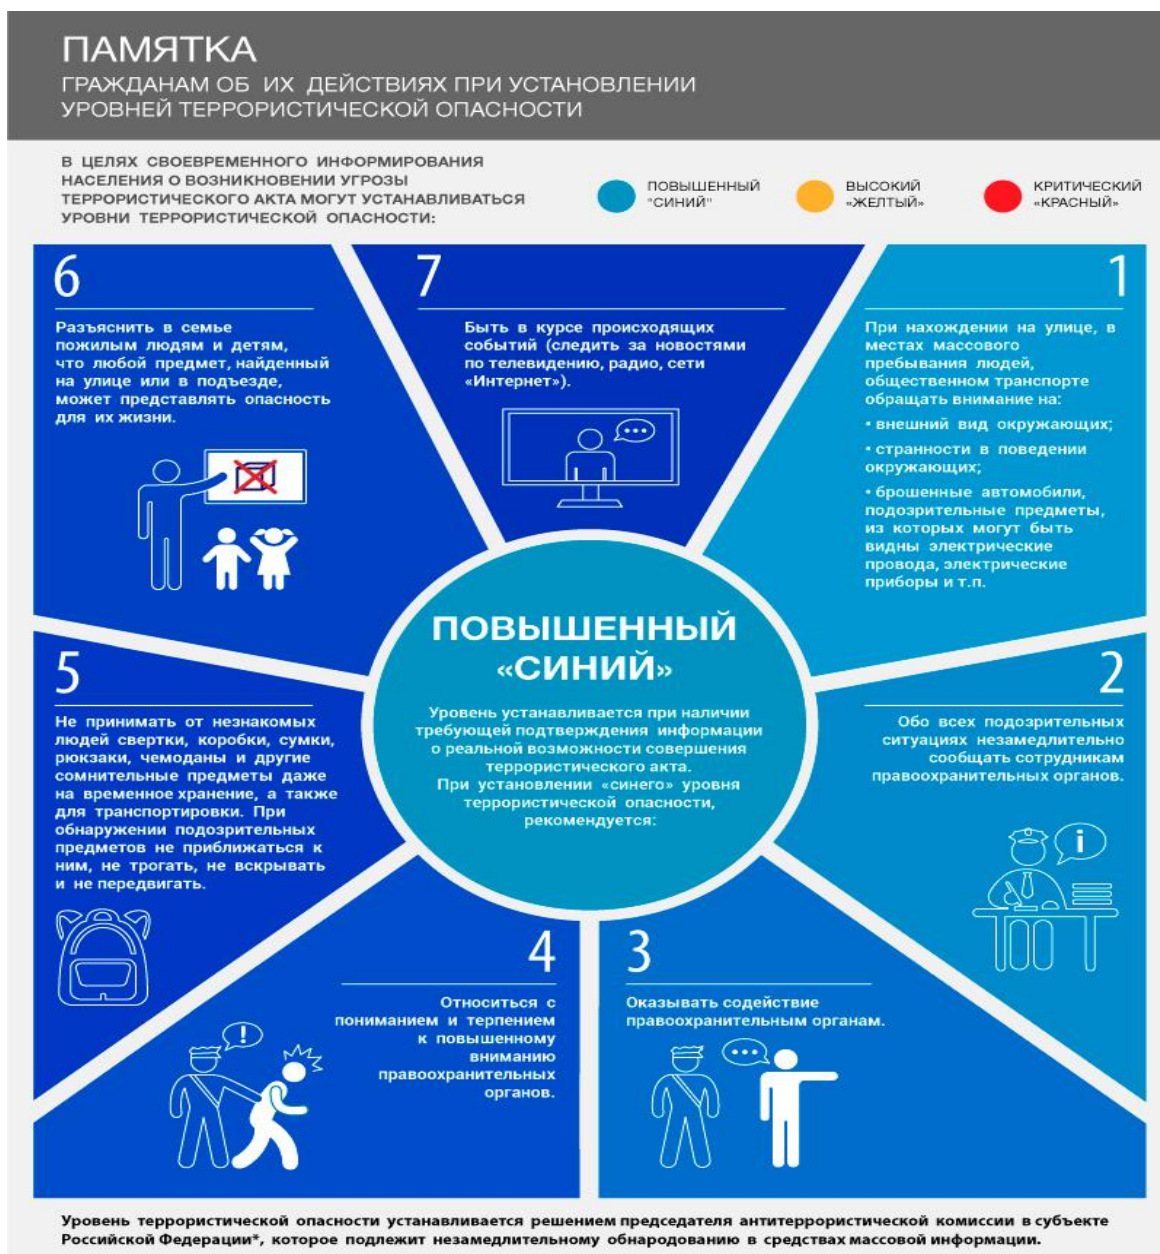 ПАМЯТКА
ГРАЖДАНАМ ОБ ИХ ДЕЙСТВИЯХ ПРИ УСТАНОВЛЕНИИ
УРОВНЕЙ ТЕРРОРИСТИЧЕСКОЙ ОПАСНОСТИ
В ЦЕЛЯХ СВОЕВРЕМЕННОГО ИНФОРМИРОВАНИЯ
НАСЕЛЕНИЯ О ВОЗНИКНОВЕНИИ УГРОЗЫ
ТЕРРОРИСТИЧЕСКОГО АКТА МОГУТ УСТАНАВЛИВАТЬСЯ
УРОВНИ ТЕРРОРИСТИЧЕСКОЙ ОПАСНОСТИ:
ПОВЫШЕННЫЙ
"СИНИЙ"
ВЫСОКИЙ
«ЖЕЛТЫЙ»
КРИТИЧЕСКИЙ
«КРАСНЫЙ»
ПОВЫШЕННЫЙ
«СИНИЙ»
Уровень устанавливается при наличии
требующей подтверждения информации
о реальной возможности совершения
террористического акта.
При установлении «синего» уровня
террористической опасности,
рекомендуется:
1
При нахождении на улице, в
местах массового
пребывания людей,
общественном транспорте
обращать внимание на:
• внешний вид окружающих;
• странности в поведении
окружающих;
• брошенные автомобили,
подозрительные предметы,
из которых могут быть
видны электрические
провода, электрические
приборы и т.п.
2
Обо всех подозрительных
ситуациях незамедлительно
сообщать сотрудникам
правоохранительных органов.
i
3
Оказывать содействие
правоохранительным органам.
4
Относиться с
пониманием и терпением
к повышенному
вниманию
правоохранительных
органов.
!
5
Не принимать от незнакомых
людей свертки, коробки, сумки,
рюкзаки, чемоданы и другие
сомнительные предметы даже
на временное хранение, а также
для транспортировки. При
обнаружении подозрительных
предметов не приближаться к
ним, не трогать, не вскрывать
и не передвигать.
6
Разъяснить в семье
пожилым людям и детям,
что любой предмет, найденный
на улице или в подъезде,
может представлять опасность
для их жизни.
7
Быть в курсе происходящих
событий (следить за новостями
по телевидению, радио, сети
«Интернет»).
Уровень террористической опасности устанавливается решением председателя антитеррористической комиссии в субъекте
Российской Федерации*, которое подлежит незамедлительному обнародованию в средствах массовой информации.